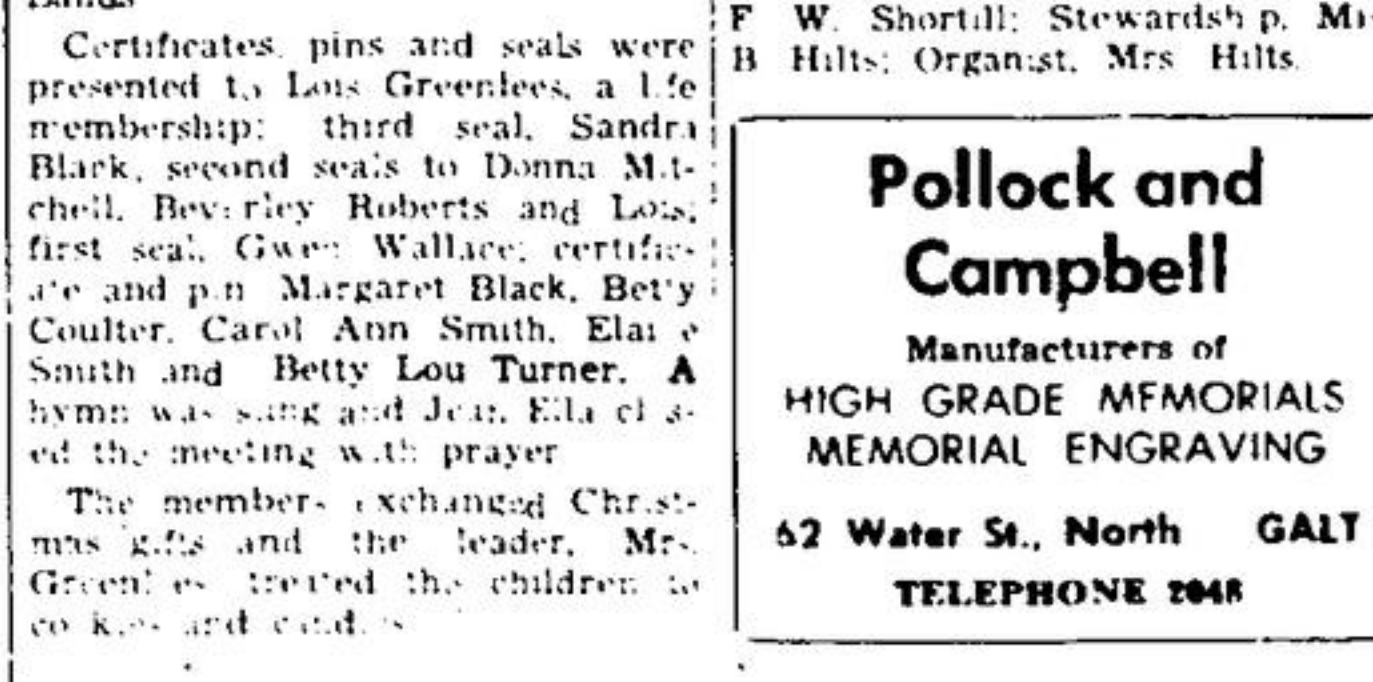 Certificates, pins and seals were
presented to Lois Greenlees, a life
membership; third seal, Sandra
Black, second seals to Donna Mit-
chell, Beverley Roberts and Lois;
first seal, Gwen Wallace; certific-
ate and pin Margaret Black, Betty
Coulter, Carol Ann Smith, Elaine
Smith and Betty Lou Turner. A
hymn was sung and Jean Ella clos-
ed the meeting with prayer
The members exchanged Christ-
mas gifts and the leader, Mrs.
Greenlees treated the children to
cookies and candies
F W. Shortill; Stewardship, Mrs
B Hilts; Organist, Mrs Hilts.
Pollock and
Campbell
Manufacturers of
HIGH GRADE MEMORIALS
MEMORIAL ENGRAVING
62 Water St., North GALT
TELEPHONE 2048